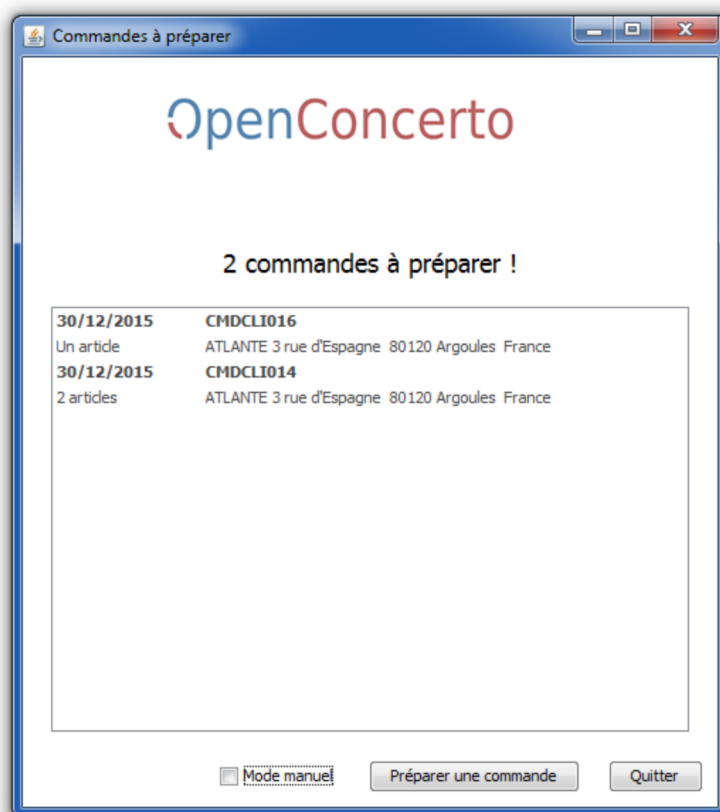 Commandes à préparer
OpenConcerto
2 commandes à préparer !
30/12/2015 CMDCLI016
Un article ATLANTE 3 rue d'Espagne 80120 Argoules France
30/12/2015 CMDCLI014
2 articles ATLANTE 3 rue d'Espagne 80120 Argoules France
Mode manuel Préparer une commande Quitter